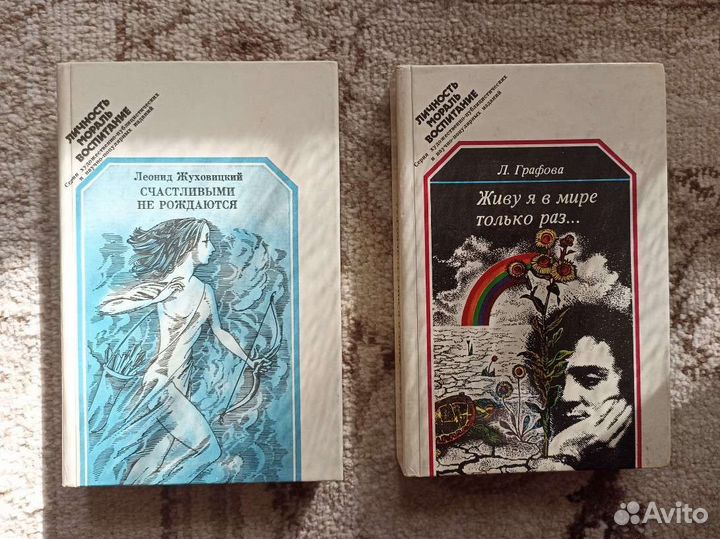 ЛИЧНОСТЬ
МОРАЛЬ
ВОСПИТАНИЕ
Серия художественно-публицистических
и научно-популярных изданий
Леонид Жуховицкий
СЧАСТЛИВЫМИ
НЕ РОЖДАЮТСЯ
ЛИЧНОСТЬ
МОРАЛЬ
ВОСПИТАНИЕ
Серия художественно-публицистических
и научно-популярных изданий
Л. Графова
Живу я в мире
только раз...
Avito